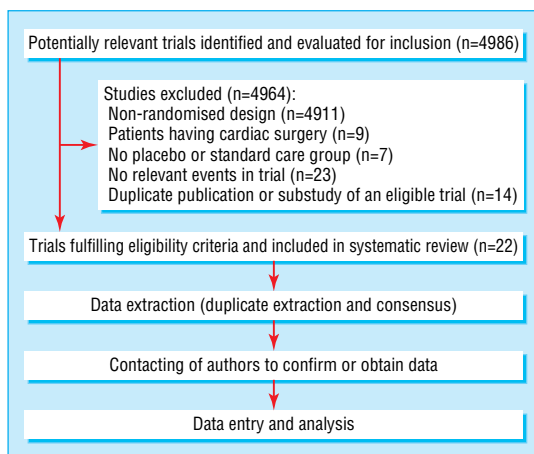 Potentially relevant trials identified and evaluated for inclusion (n=4986)
Studies excluded (n=4964):
Non-randomised design (n=4911)
Patients having cardiac surgery (n=9)
No placebo or standard care group (n=7)
No relevant events in trial (n=23)
Duplicate publication or substudy of an eligible trial (n=14)
Trials fulfilling eligibility criteria and included in systematic review (n=22)
Data extraction (duplicate extraction and consensus)
Contacting of authors to confirm or obtain data
Data entry and analysis